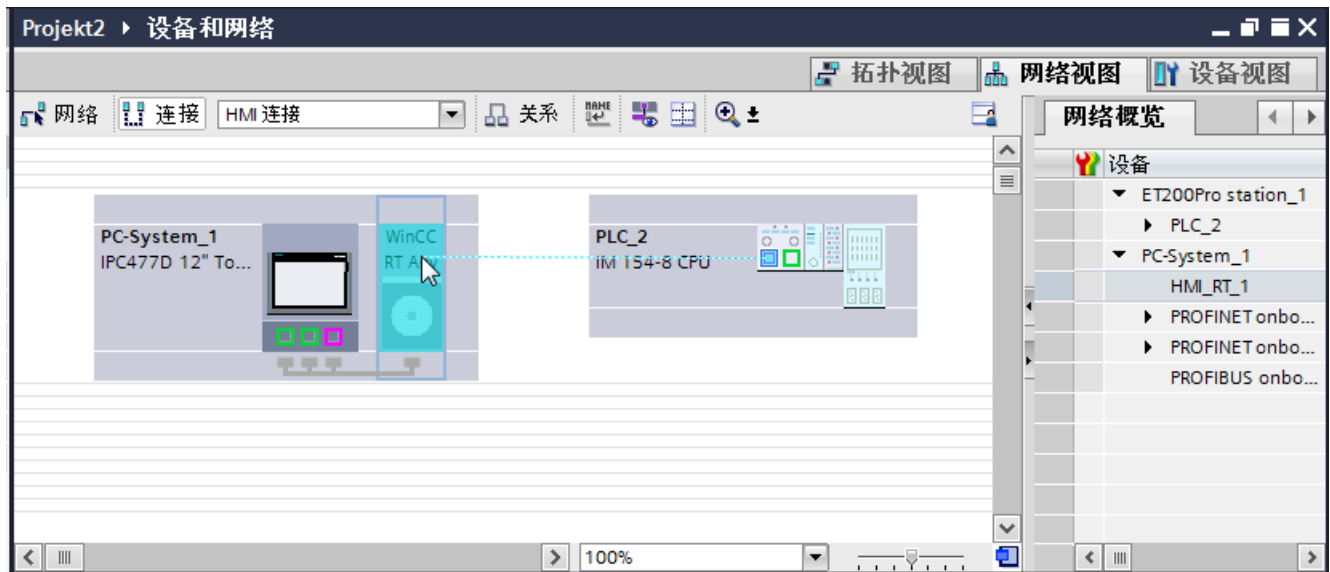 Projekt2 ▸ 设备和网络
拓扑视图 网络视图 设备视图
网络 连接 HMI 连接 关系
网络概览
设备
PC-System_1
IPC477D 12" To...
WinCC
RT Adv
PLC_2
IM 154-8 CPU
ET200Pro station_1
PLC_2
PC-System_1
HMI_RT_1
PROFINET onbo...
PROFINET onbo...
PROFIBUS onbo...
100%